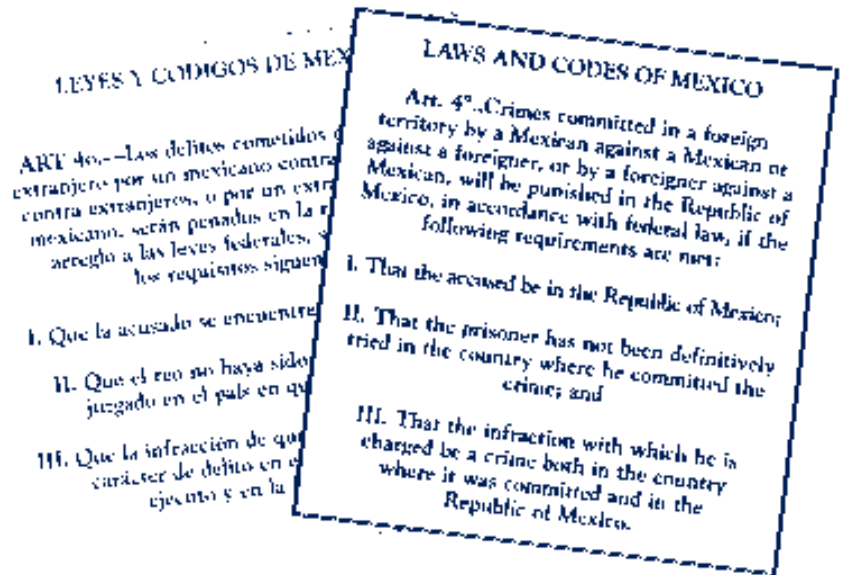 LEYES Y CODIGOS DE MEX
ART 4o.--Los delitos cometidos
extranjero por un mexicano contra
contra extranjeros, o por un extr
mexicano, serán penados en la
arreglo a las leyes federales,
los requisitos siguen
I. Que la acusado se encuentre
II. Que el reo no haya sido
juzgado en el país en qu
III. Que la infracción de que
carácter de delito en e
ejecuto y en la
LAWS AND CODES OF MEXICO
Art. 4°..Crimes committed in a foreign
territory by a Mexican against a Mexican or
against a foreigner, or by a foreigner against a
Mexican, will be punished in the Republic of
Mexico, in accordance with federal law, if the
following requirements are met:
I. That the accused be in the Republic of Mexico;
II. That the prisoner has not been definitively
tried in the country where he committed the
crime; and
III. That the infraction with which he is
charged be a crime both in the country
where it was committed and in the
Republic of Mexico.